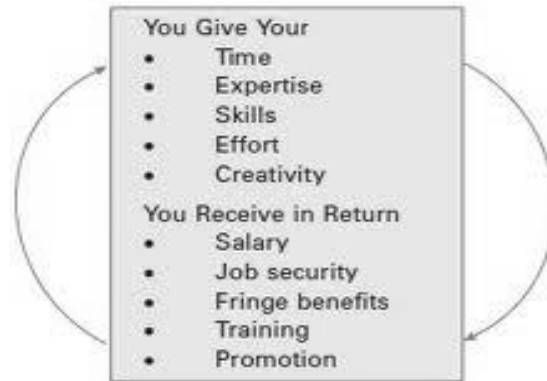 You Give Your
• Time
• Expertise
• Skills
• Effort
• Creativity
You Receive in Return
• Salary
• Job security
• Fringe benefits
• Training
• Promotion